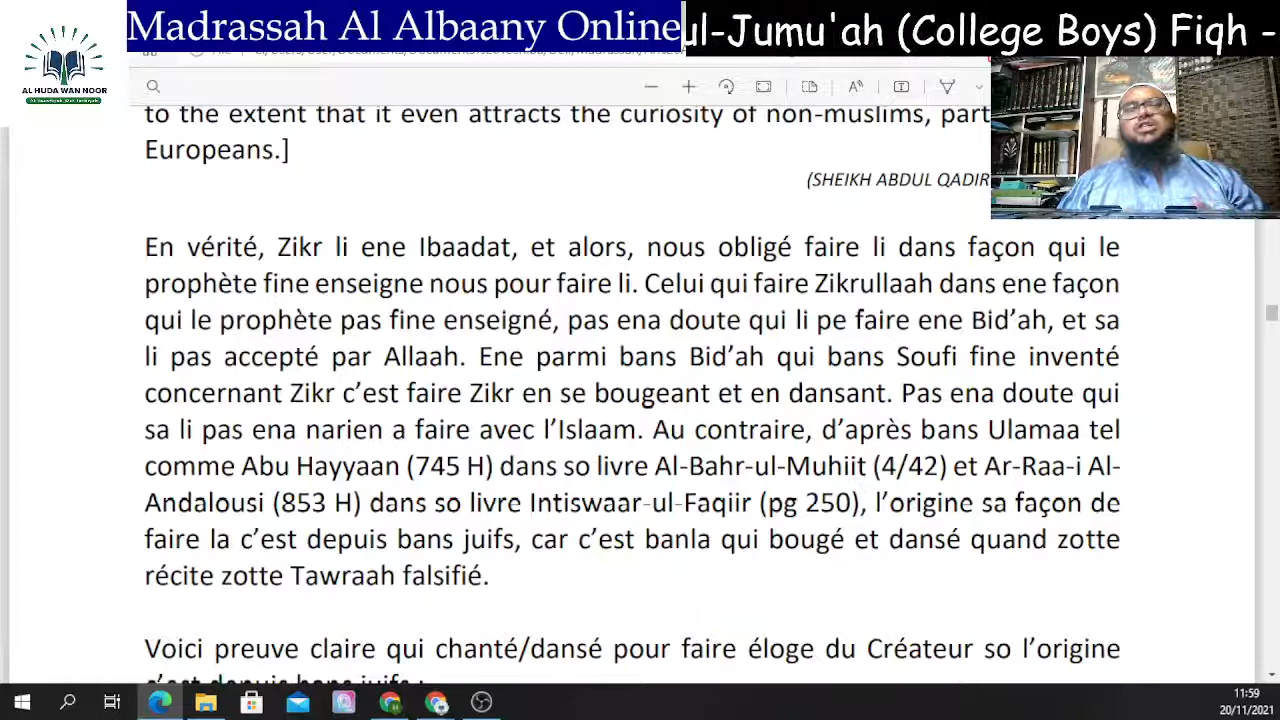 Madrassah Al Albaany Online
ul-Jumu'ah (College Boys) Fiqh -
AL HUDA WAN NOOR
to the extent that it even attracts the curiosity of non-muslims, part
Europeans.]
(SHEIKH ABDUL QADIR
En vérité, Zikr li ene Ibaadat, et alors, nous obligé faire li dans façon qui le
prophète fine enseigne nous pour faire li. Celui qui faire Zikrullaah dans ene façon
qui le prophète pas fine enseigné, pas ena doute qui li pe faire ene Bid’ah, et sa
li pas accepté par Allaah. Ene parmi bans Bid’ah qui bans Soufi fine inventé
concernant Zikr c’est faire Zikr en se bougeant et en dansant. Pas ena doute qui
sa li pas ena narien a faire avec l’Islaam. Au contraire, d’après bans Ulamaa tel
comme Abu Hayyaan (745 H) dans so livre Al-Bahr-ul-Muhiit (4/42) et Ar-Raa-i Al-
Andalousi (853 H) dans so livre Intiswaar-ul-Faqiir (pg 250), l’origine sa façon de
faire la c’est depuis bans juifs, car c’est banla qui bougé et dansé quand zotte
récite zotte Tawraah falsifié.
Voici preuve claire qui chanté/dansé pour faire éloge du Créateur so l’origine
c’est depuis bans juifs :
11:59
20/11/2021